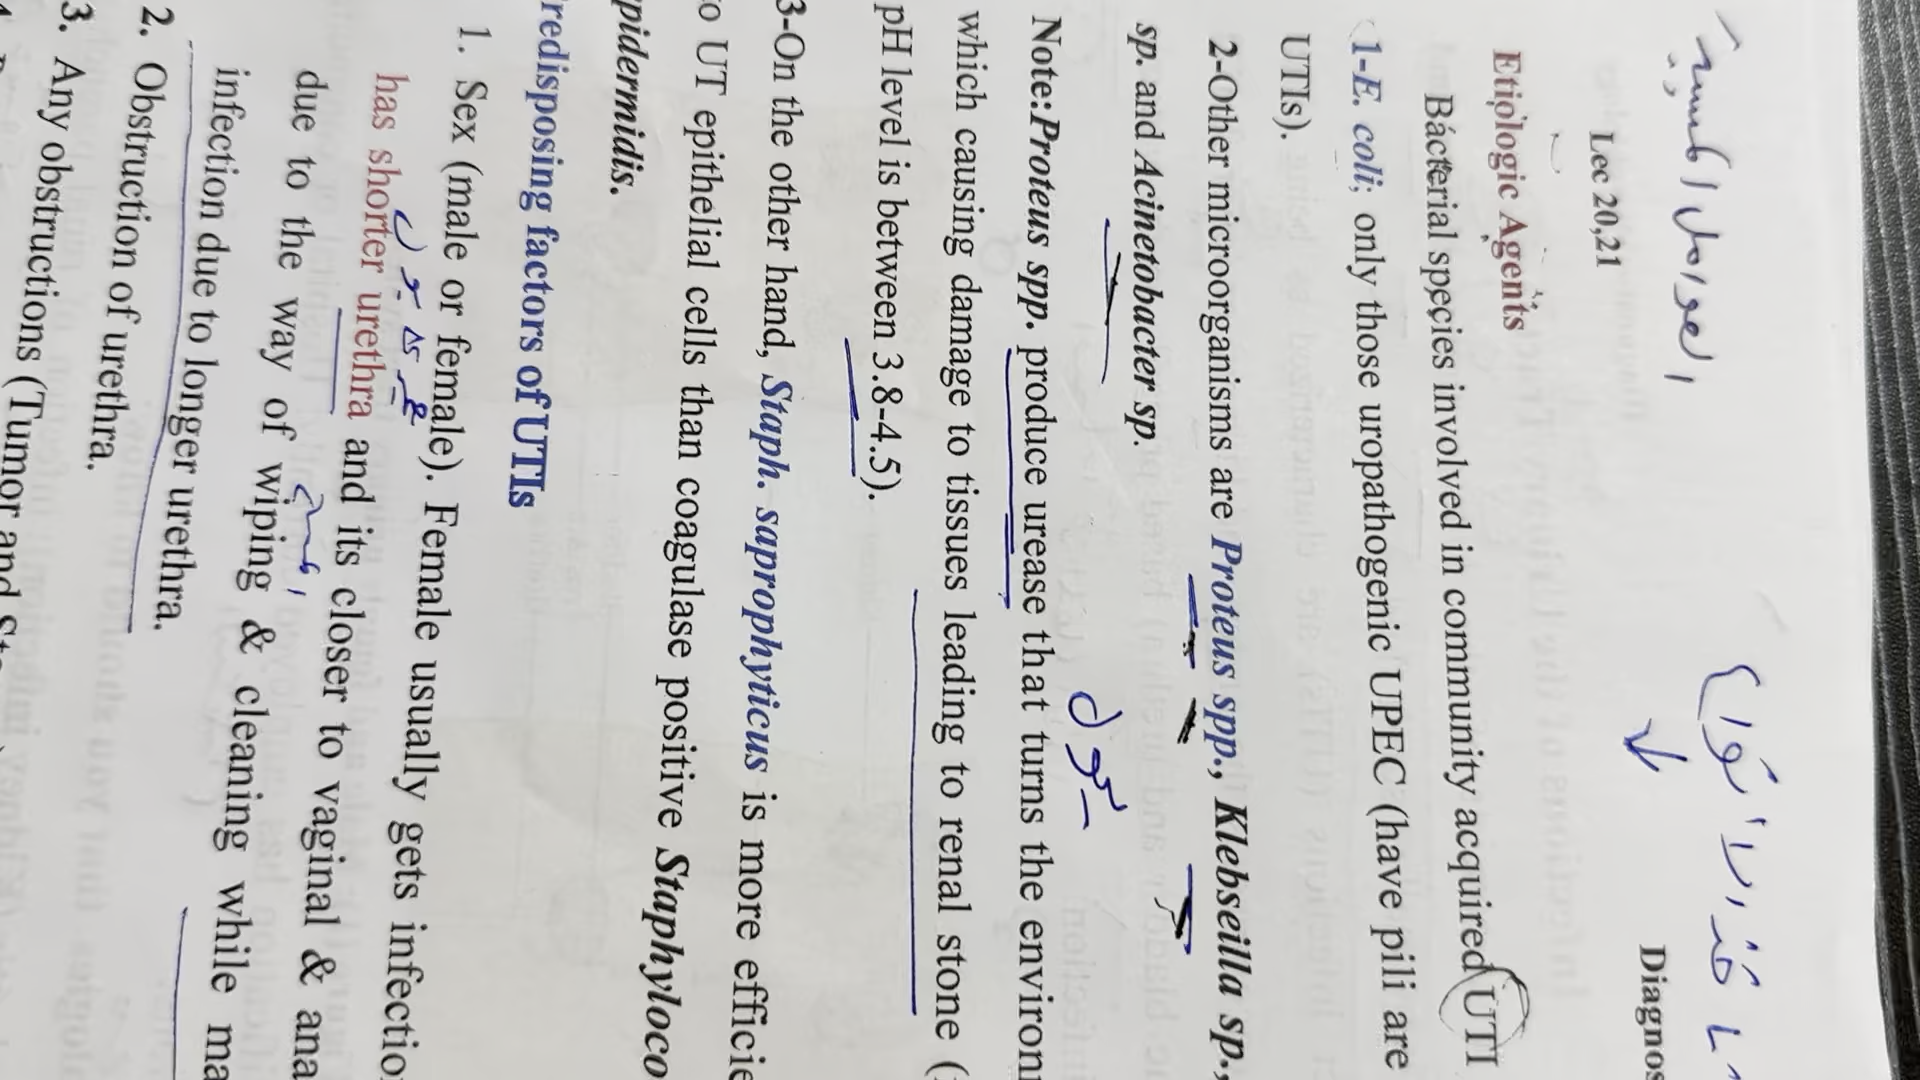 العوامل المسببة
Lec 20,21
Diagnos
Etiologic Agents
Bacterial species involved in community acquired UTI
1-E. coli; only those uropathogenic UPEC (have pili are
UTIs).
2-Other microorganisms are Proteus spp., Klebseilla sp.,
sp. and Acinetobacter sp.
Note:Proteus spp. produce urease that turns the environ
which causing damage to tissues leading to renal stone (
pH level is between 3.8-4.5).
3-On the other hand, Staph. saprophyticus is more efficie
o UT epithelial cells than coagulase positive Staphyloco
pidermidis.
redisposing factors of UTIs
1. Sex (male or female). Female usually gets infectio
has shorter urethra and its closer to vaginal & ana
due to the way of wiping & cleaning while ma
infection due to longer urethra.
2. Obstruction of urethra.
3. Any obstructions (Tumor and Sto